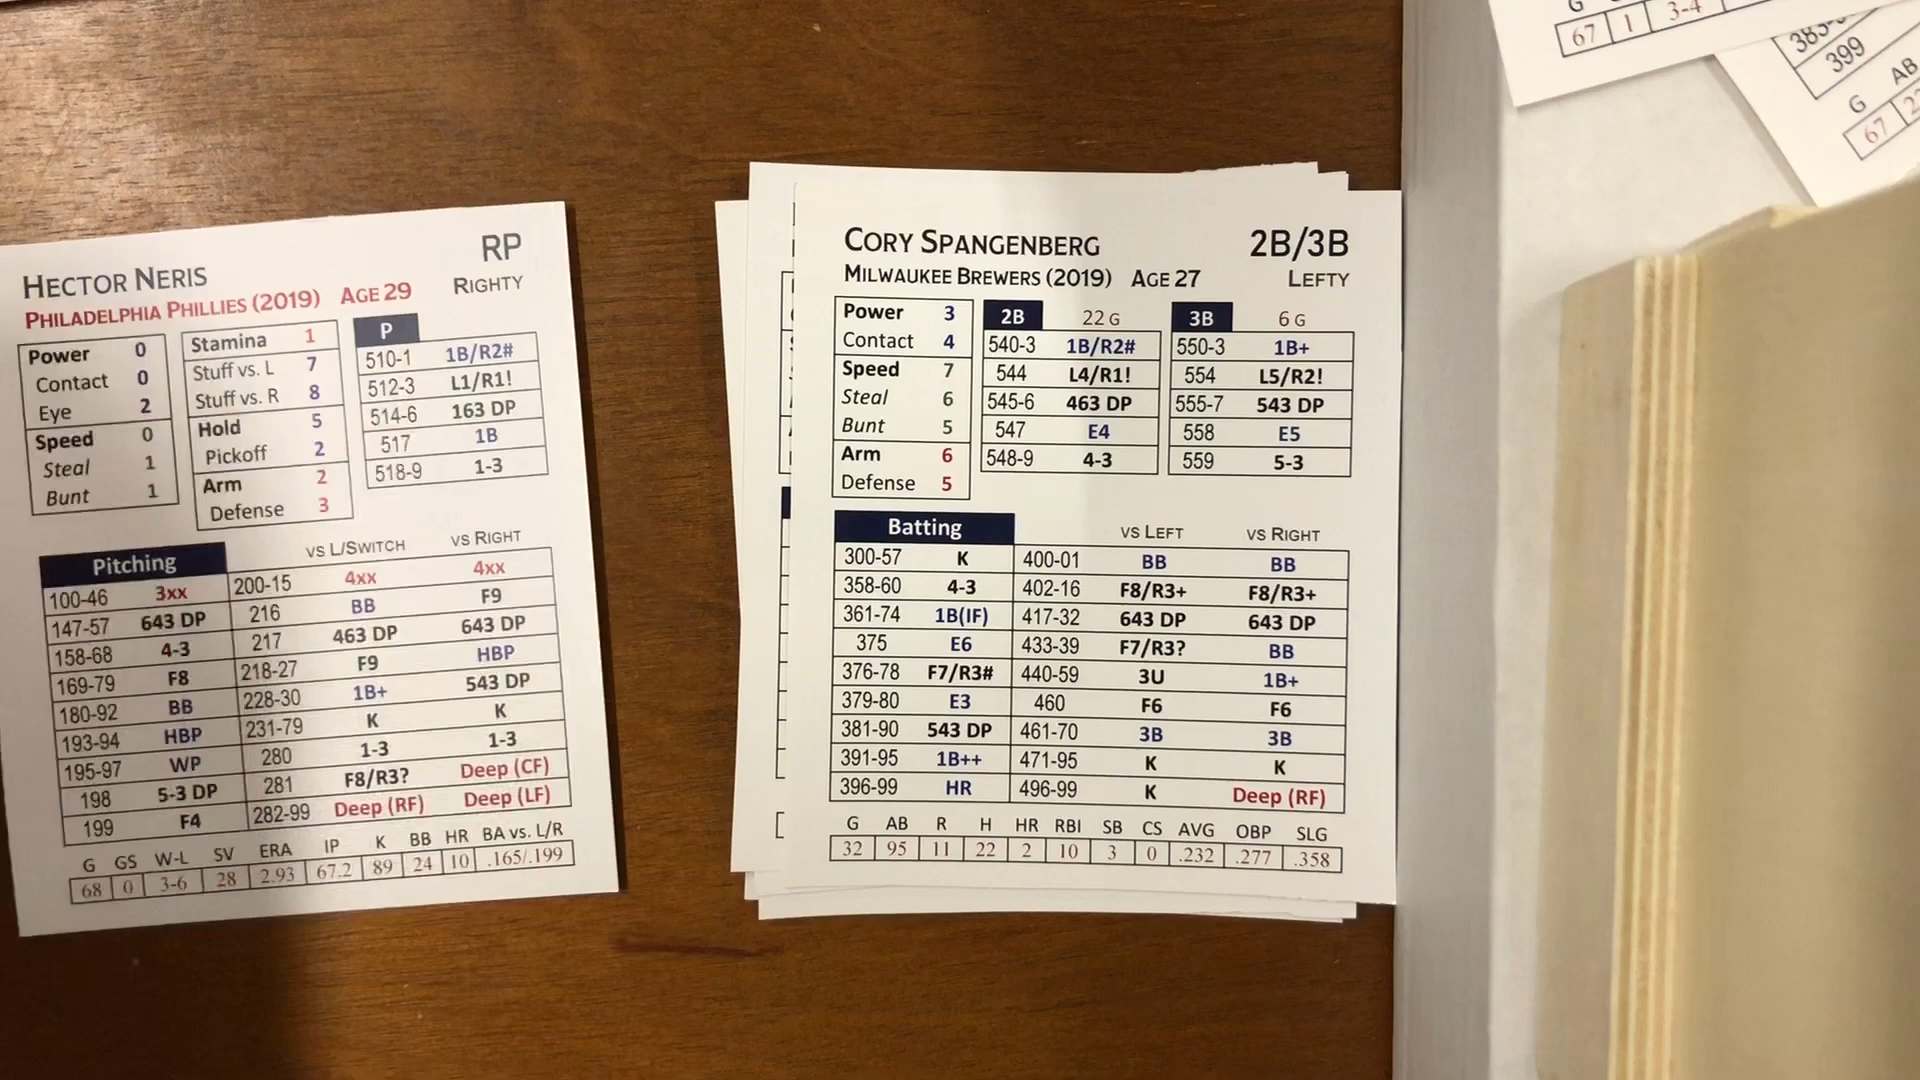 HECTOR NERIS RP
PHILADELPHIA PHILLIES (2019) AGE 29 RIGHTY
Power 0
Contact 0
Eye 2
Speed 0
Steal 1
Bunt 1
Stamina 1
Stuff vs. L 7
Stuff vs. R 8
Hold 5
Pickoff 2
Arm 2
Defense 3
P
510-1 1B/R2#
512-3 L1/R1!
514-6 163 DP
517 1B
518-9 1-3
Pitching VS L/SWITCH VS RIGHT
100-46 3xx 200-15 4xx 4xx
147-57 643 DP 216 BB F9
158-68 4-3 217 463 DP 643 DP
169-79 F8 218-27 F9 HBP
180-92 BB 228-30 1B+ 543 DP
193-94 HBP 231-79 K K
195-97 WP 280 1-3 1-3
198 5-3 DP 281 F8/R3? Deep (CF)
199 F4 282-99 Deep (RF) Deep (LF)
G GS W-L SV ERA IP K BB HR BA vs. L/R
68 0 3-6 28 2.93 67.2 89 24 10 .165/.199
CORY SPANGENBERG 2B/3B
MILWAUKEE BREWERS (2019) AGE 27 LEFTY
Power 3
Contact 4
Speed 7
Steal 6
Bunt 5
Arm 6
Defense 5
2B 22 G
540-3 1B/R2#
544 L4/R1!
545-6 463 DP
547 E4
548-9 4-3
3B 6 G
550-3 1B+
554 L5/R2!
555-7 543 DP
558 E5
559 5-3
Batting VS LEFT VS RIGHT
300-57 K 400-01 BB BB
358-60 4-3 402-16 F8/R3+ F8/R3+
361-74 1B(IF) 417-32 643 DP 643 DP
375 E6 433-39 F7/R3? BB
376-78 F7/R3# 440-59 3U 1B+
379-80 E3 460 F6 F6
381-90 543 DP 461-70 3B 3B
391-95 1B++ 471-95 K K
396-99 HR 496-99 K Deep (RF)
G AB R H HR RBI SB CS AVG OBP SLG
32 95 11 22 2 10 3 0 .232 .277 .358
G
67 1 3-4
399
G AB
67